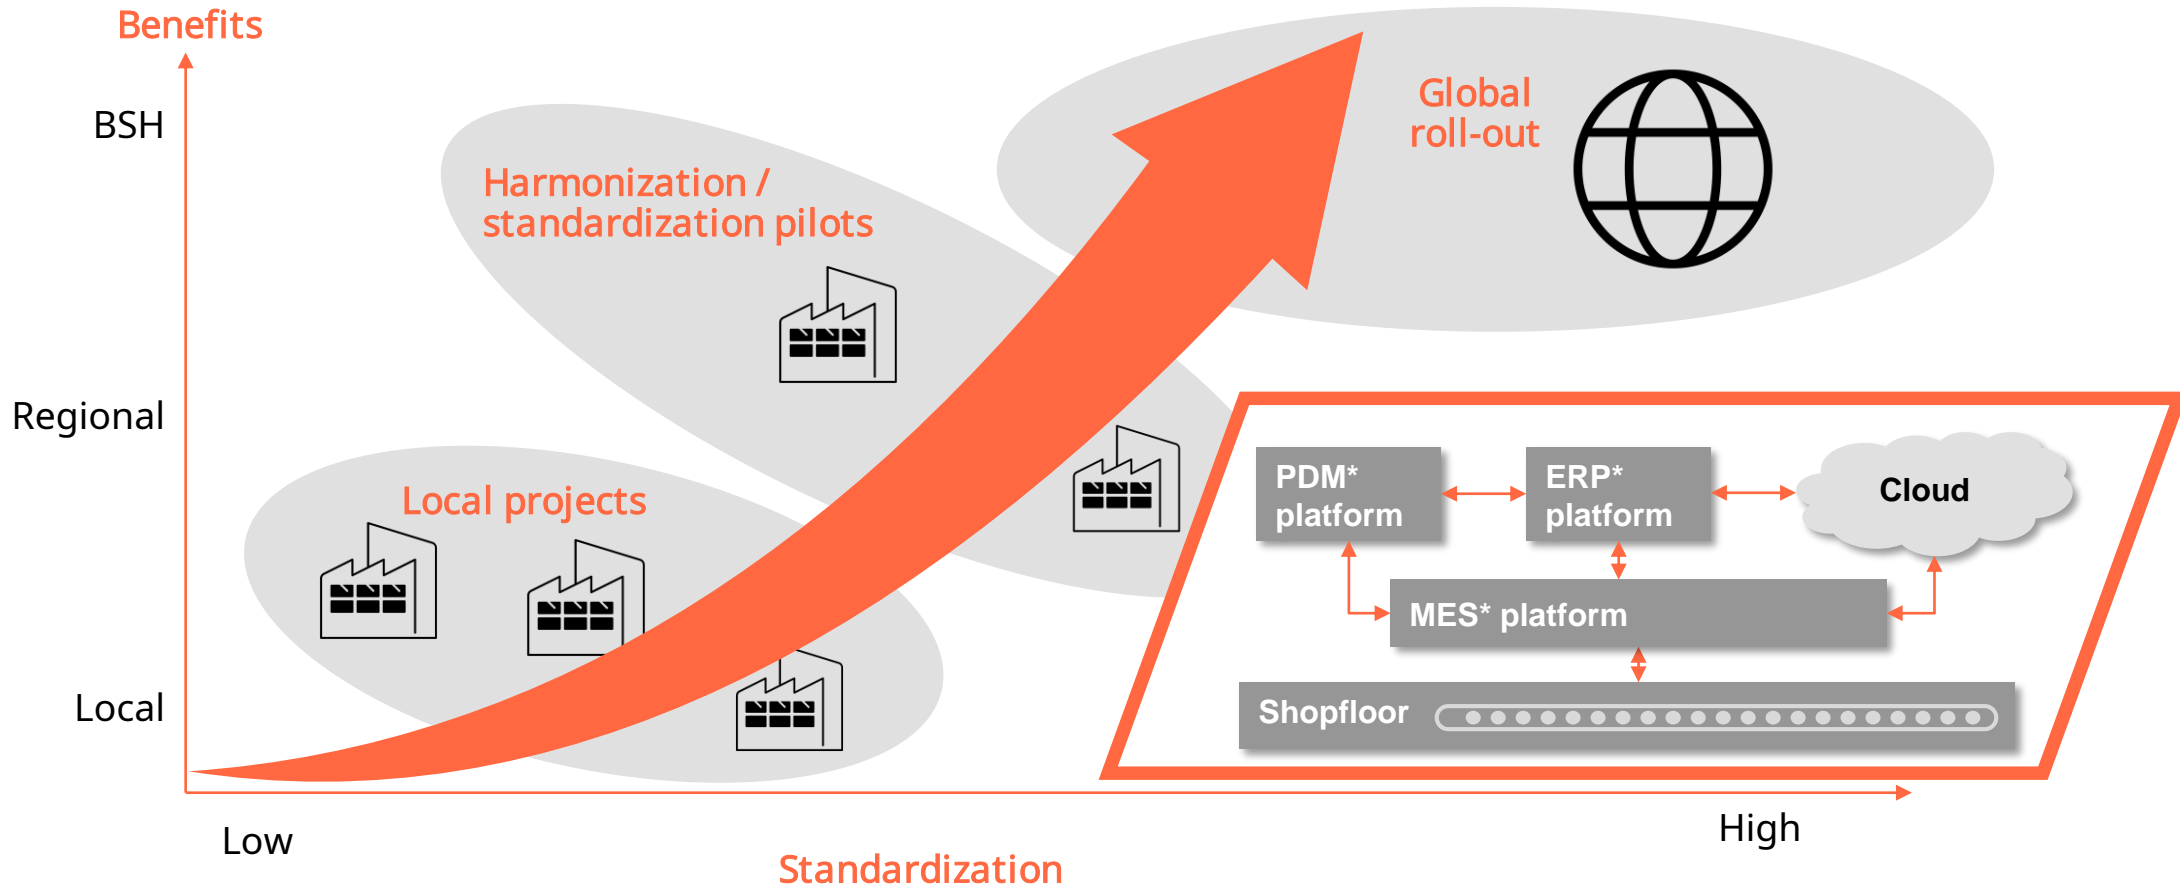 Benefits
BSH
Regional
Local
Low
High
Standardization
Local projects
Harmonization /
standardization pilots
Global
roll-out
PDM*
platform
ERP*
platform
Cloud
MES* platform
Shopfloor